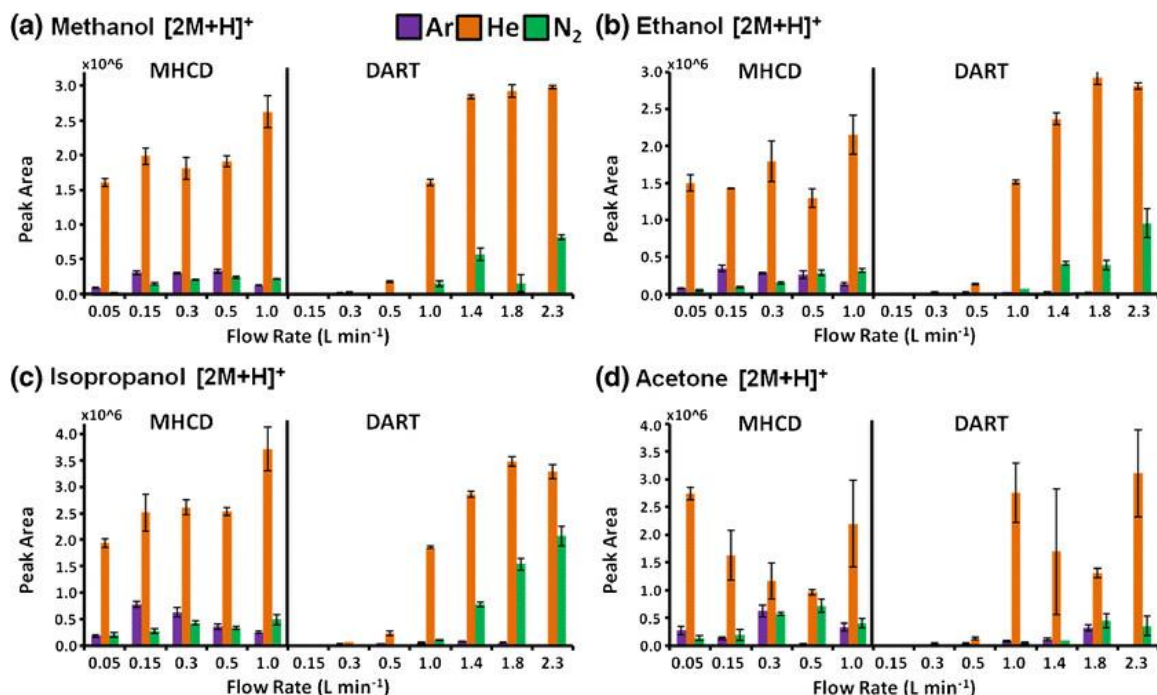 (a) Methanol [2M+H]⁺
Ar He N₂
x10^6
MHCD DART
3.0
2.5
2.0
1.5
1.0
0.5
0.0
Peak Area
0.05 0.15 0.3 0.5 1.0 0.15 0.3 0.5 1.0 1.4 1.8 2.3
Flow Rate (L min⁻¹)
(b) Ethanol [2M+H]⁺
x10^6
MHCD DART
3.0
2.5
2.0
1.5
1.0
0.5
0.0
Peak Area
0.05 0.15 0.3 0.5 1.0 0.15 0.3 0.5 1.0 1.4 1.8 2.3
Flow Rate (L min⁻¹)
(c) Isopropanol [2M+H]⁺
x10^6
MHCD DART
4.0
3.5
3.0
2.5
2.0
1.5
1.0
0.5
0.0
Peak Area
0.05 0.15 0.3 0.5 1.0 0.15 0.3 0.5 1.0 1.4 1.8 2.3
Flow Rate (L min⁻¹)
(d) Acetone [2M+H]⁺
x10^6
MHCD DART
4.0
3.5
3.0
2.5
2.0
1.5
1.0
0.5
0.0
Peak Area
0.05 0.15 0.3 0.5 1.0 0.15 0.3 0.5 1.0 1.4 1.8 2.3
Flow Rate (L min⁻¹)